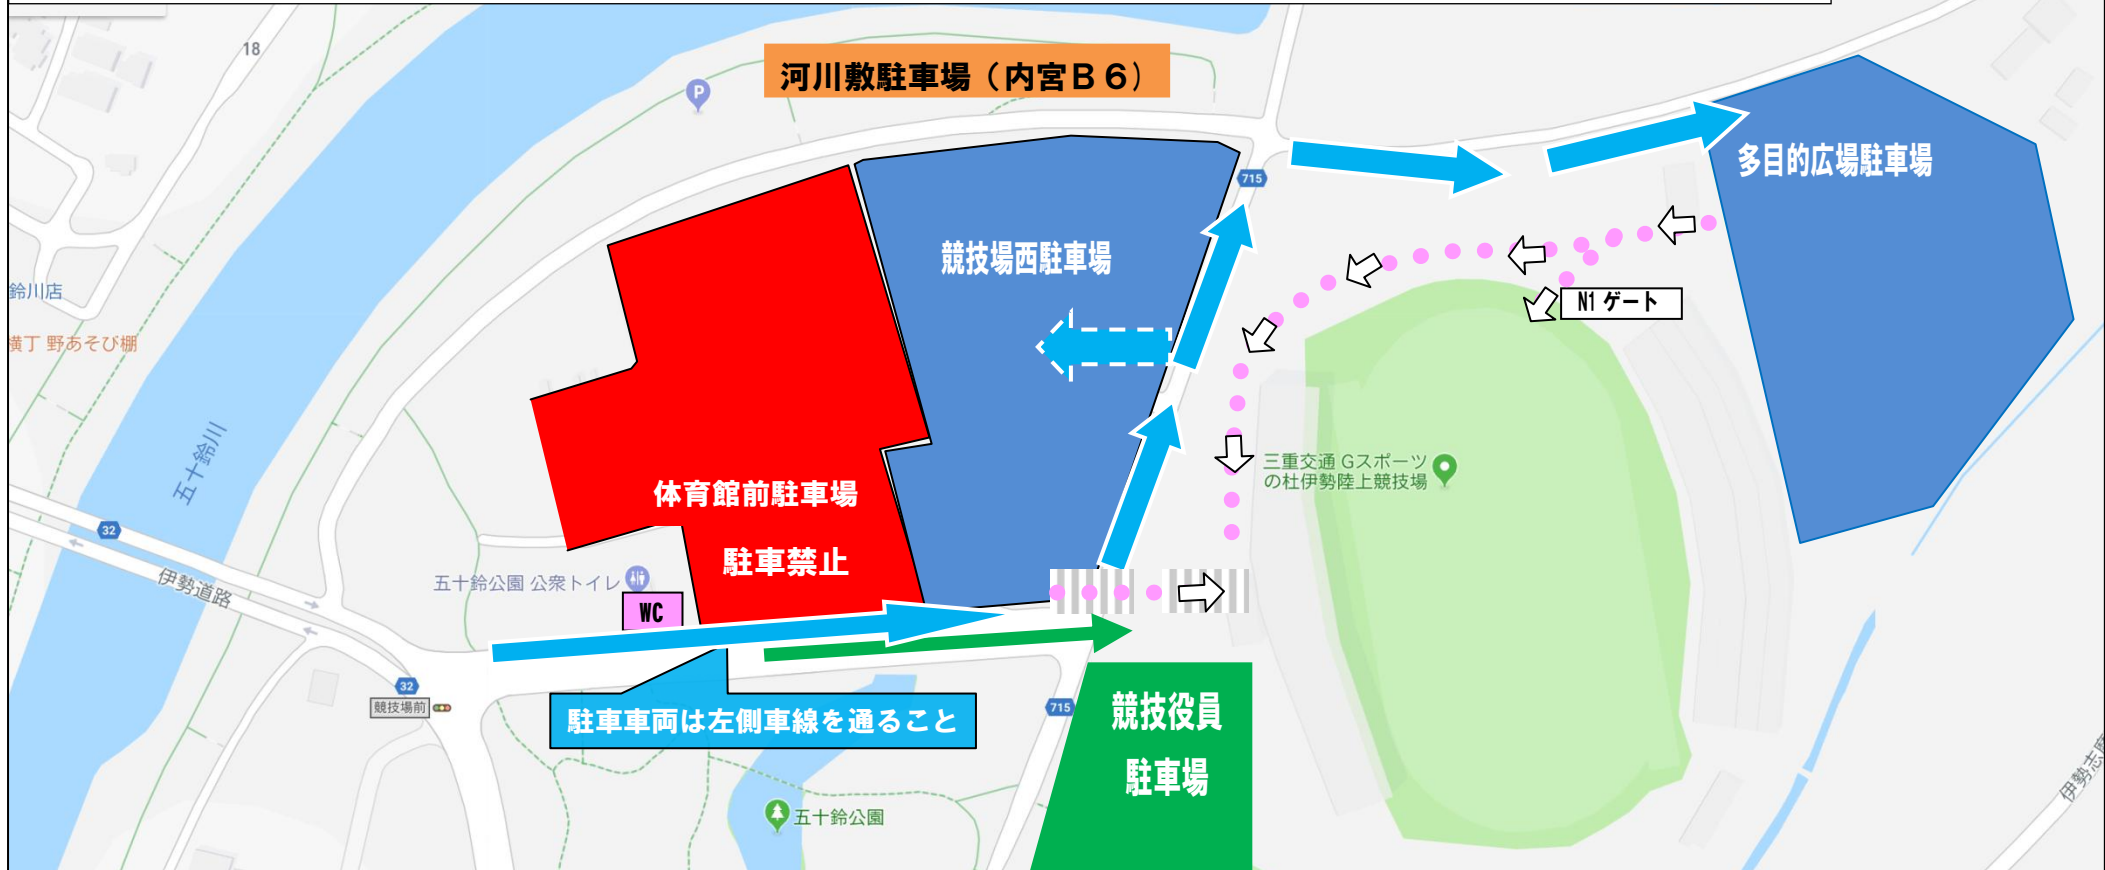 18
河川敷駐車場（内宮Ｂ６）
多目的広場駐車場
715
競技場西駐車場
鈴川店
N1 ゲート
横丁 野あそび棚
五十鈴川
三重交通 Gスポーツ
の杜伊勢陸上競技場
体育館前駐車場
駐車禁止
32
伊勢道路
五十鈴公園 公衆トイレ
WC
32
競技場前
駐車車両は左側車線を通ること
715
競技役員
駐車場
五十鈴公園
伊勢志摩